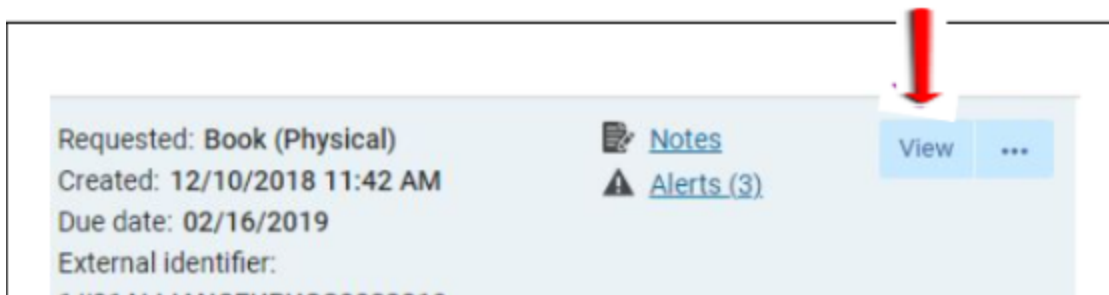 Requested: Book (Physical)
Created: 12/10/2018 11:42 AM
Due date: 02/16/2019
External identifier:
Notes
Alerts (3)
View ...